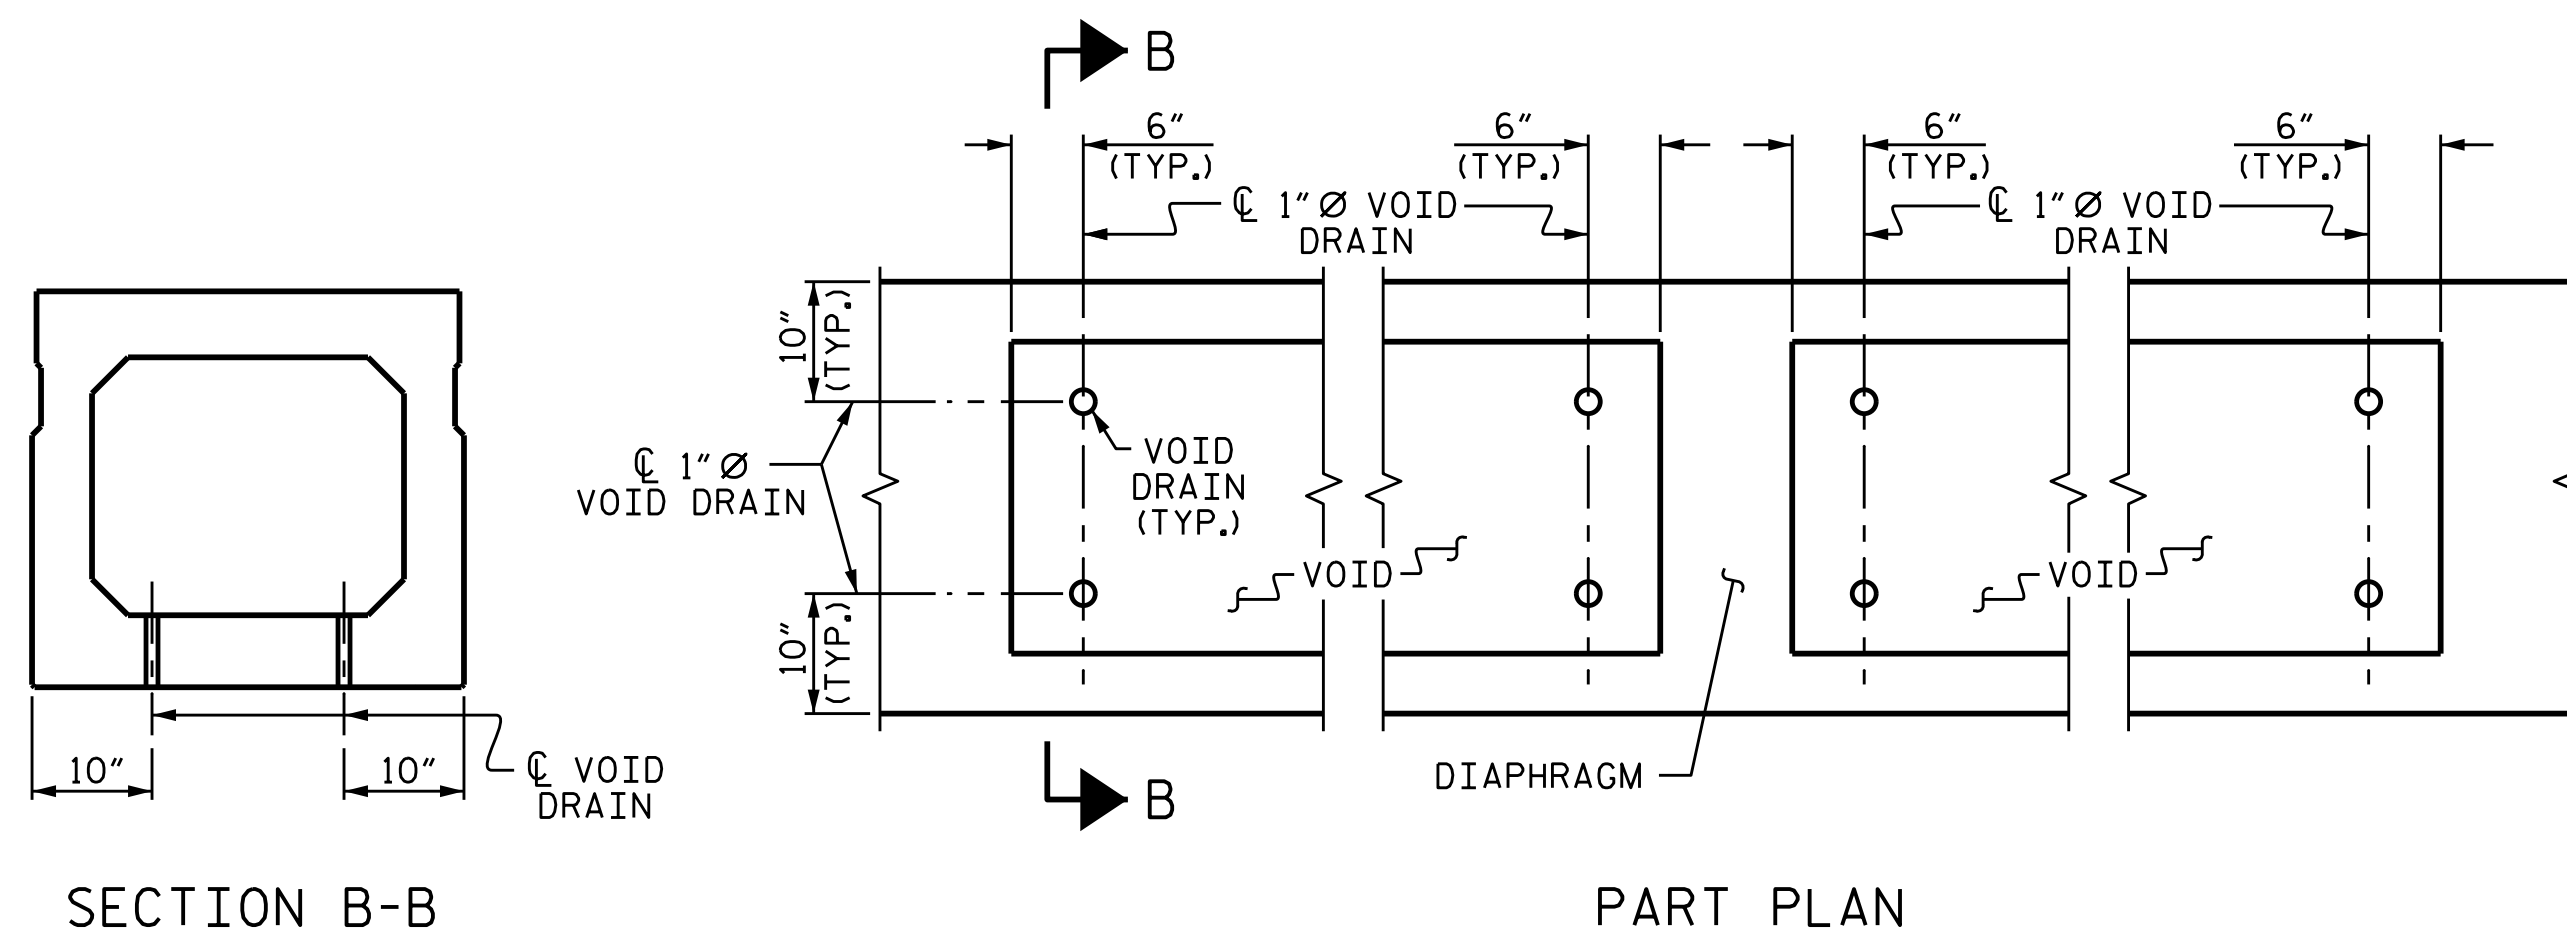 B
6" 6" 6" 6"
(TYP.) (TYP.) (TYP.) (TYP.)
℄ 1"Ø VOID
DRAIN
℄ 1"Ø VOID
DRAIN
10"
(TYP.)
℄ 1"Ø
VOID DRAIN
VOID
DRAIN
(TYP.)
VOID
VOID
10"
(TYP.)
DIAPHRAGM
B
10" 10"
℄ VOID
DRAIN
SECTION B-B
PART PLAN